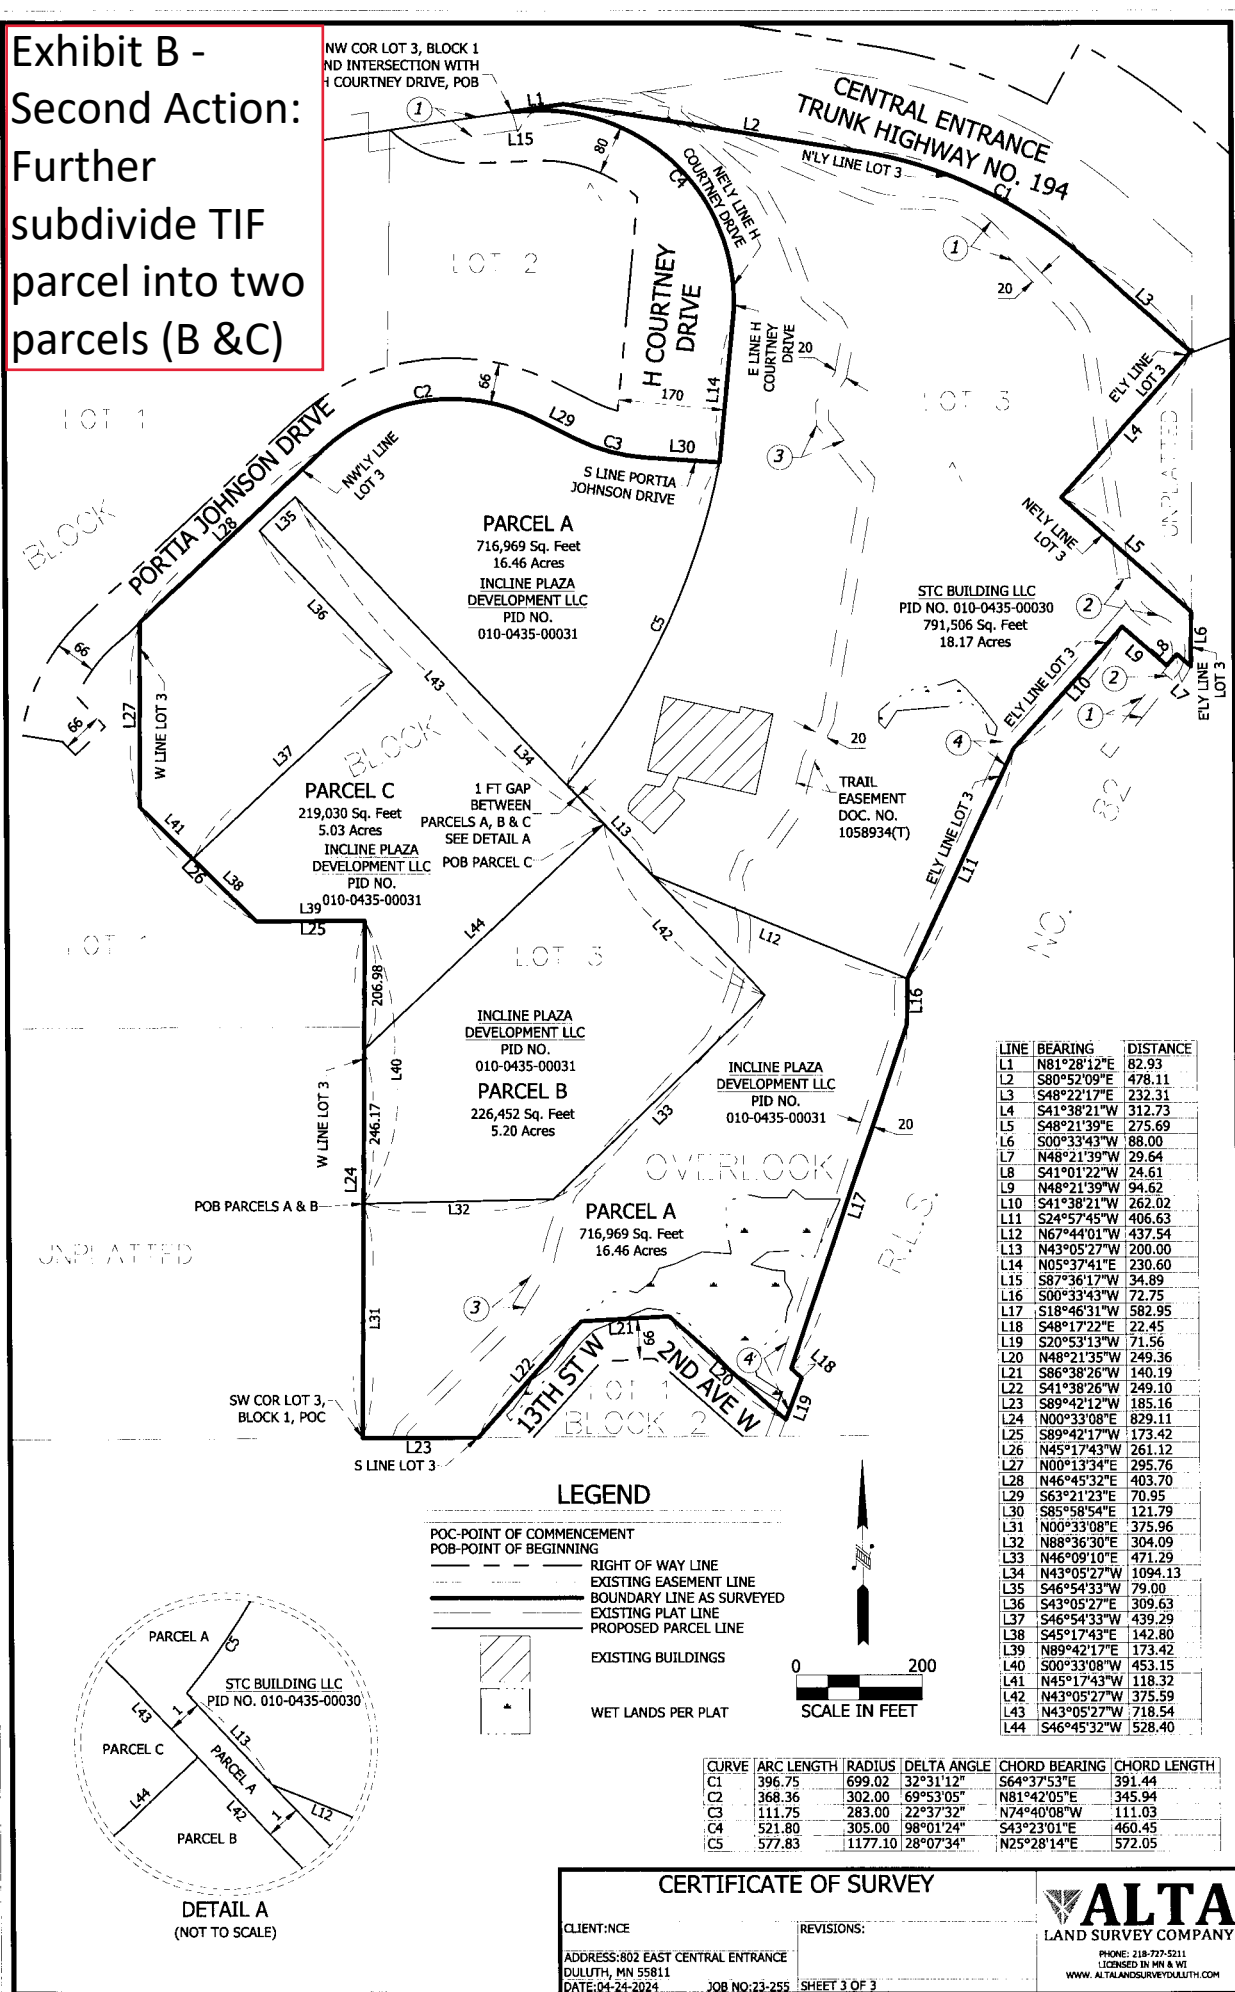 Exhibit B -
Second Action:
Further
subdivide TIF
parcel into two
parcels (B &C)
NW COR LOT 3, BLOCK 1
ND INTERSECTION WITH
H COURTNEY DRIVE, POB
1
L1
L15
L2
80
C4
NE'LY LINE H
COURTNEY DRIVE
CENTRAL ENTRANCE
TRUNK HIGHWAY NO. 194
N'LY LINE LOT 3
C1
1
20
L3
LOT 2
H COURTNEY
DRIVE
E LINE H
COURTNEY
DRIVE
20
170
L14
E'LY LINE
LOT 3
L4
UNPLATTED
LOT 3
LOT 1
BLOCK
PORTIA JOHNSON DRIVE
C2
66
L29
C3
L30
NW'LY LINE
LOT 3
S LINE PORTIA
JOHNSON DRIVE
3
L28
L35
L36
NE'LY LINE
LOT 3
L5
PARCEL A
716,969 Sq. Feet
16.46 Acres
INCLINE PLAZA
DEVELOPMENT LLC
PID NO.
010-0435-00031
C5
STC BUILDING LLC
PID NO. 010-0435-00030
791,506 Sq. Feet
18.17 Acres
2
L6
L9
L8
L7
2
1
E'LY LINE
LOT 3
E'LY LINE LOT 3
L10
66
66
L27
W LINE LOT 3
L43
L34
L37
BLOCK
4
20
TRAIL
EASEMENT
DOC. NO.
1058934(T)
PARCEL C
219,030 Sq. Feet
5.03 Acres
INCLINE PLAZA
DEVELOPMENT LLC
PID NO.
010-0435-00031
1 FT GAP
BETWEEN
PARCELS A, B & C
SEE DETAIL A
POB PARCEL C
L13
L41
L26
L38
L39
L25
E'LY LINE LOT 3
L11
82
E
NO.
R.L.S.
L44
L42
L12
LOT 1
LOT 3
206.98
L16
INCLINE PLAZA
DEVELOPMENT LLC
PID NO.
010-0435-00031
PARCEL B
226,452 Sq. Feet
5.20 Acres
L40
W LINE LOT 3
246.17
L24
L33
INCLINE PLAZA
DEVELOPMENT LLC
PID NO.
010-0435-00031
20
OVERLOOK
POB PARCELS A & B
L32
L17
UNPLATTED
PARCEL A
716,969 Sq. Feet
16.46 Acres
3
L31
L21
66
L22
13TH ST W
2ND AVE W
L20
4
L18
L19
LOT 1
BLOCK 2
SW COR LOT 3,
BLOCK 1, POC
L23
S LINE LOT 3
LINE BEARING DISTANCE
L1 N81°28'12"E 82.93
L2 S80°52'09"E 478.11
L3 S48°22'17"E 232.31
L4 S41°38'21"W 312.73
L5 S48°21'39"E 275.69
L6 S00°33'43"W 88.00
L7 N48°21'39"W 29.64
L8 S41°01'22"W 24.61
L9 N48°21'39"W 94.62
L10 S41°38'21"W 262.02
L11 S24°57'45"W 406.63
L12 N67°44'01"W 437.54
L13 N43°05'27"W 200.00
L14 N05°37'41"E 230.60
L15 S87°36'17"W 34.89
L16 S00°33'43"W 72.75
L17 S18°46'31"W 582.95
L18 S48°17'22"E 22.45
L19 S20°53'13"W 71.56
L20 N48°21'35"W 249.36
L21 S86°38'26"W 140.19
L22 S41°38'26"W 249.10
L23 S89°42'12"W 185.16
L24 N00°33'08"E 829.11
L25 S89°42'17"W 173.42
L26 N45°17'43"W 261.12
L27 N00°13'34"E 295.76
L28 N46°45'32"E 403.70
L29 S63°21'23"E 70.95
L30 S85°58'54"E 121.79
L31 N00°33'08"E 375.96
L32 N88°36'30"E 304.09
L33 N46°09'10"E 471.29
L34 N43°05'27"W 1094.13
L35 S46°54'33"W 79.00
L36 S43°05'27"E 309.63
L37 S46°54'33"W 439.29
L38 S45°17'43"E 142.80
L39 N89°42'17"E 173.42
L40 S00°33'08"W 453.15
L41 N45°17'43"W 118.32
L42 N43°05'27"W 375.59
L43 N43°05'27"W 718.54
L44 S46°45'32"W 528.40
LEGEND
POC-POINT OF COMMENCEMENT
POB-POINT OF BEGINNING
RIGHT OF WAY LINE
EXISTING EASEMENT LINE
BOUNDARY LINE AS SURVEYED
EXISTING PLAT LINE
PROPOSED PARCEL LINE
EXISTING BUILDINGS
WET LANDS PER PLAT
0 200
SCALE IN FEET
PARCEL A
C5
STC BUILDING LLC
PID NO. 010-0435-00030
L43
1
L13
PARCEL C
PARCEL A
L44
L42
1
L12
PARCEL B
DETAIL A
(NOT TO SCALE)
CURVE ARC LENGTH RADIUS DELTA ANGLE CHORD BEARING CHORD LENGTH
C1 396.75 699.02 32°31'12" S64°37'53"E 391.44
C2 368.36 302.00 69°53'05" N81°42'05"E 345.94
C3 111.75 283.00 22°37'32" N74°40'08"W 111.03
C4 521.80 305.00 98°01'24" S43°23'01"E 460.45
C5 577.83 1177.10 28°07'34" N25°28'14"E 572.05
CERTIFICATE OF SURVEY
CLIENT:NCE
REVISIONS:
ADDRESS:802 EAST CENTRAL ENTRANCE
DULUTH, MN 55811
DATE:04-24-2024 JOB NO:23-255 SHEET 3 OF 3
ALTA
LAND SURVEY COMPANY
PHONE: 218-727-5211
LICENSED IN MN & WI
WWW. ALTALANDSURVEYDULUTH.COM